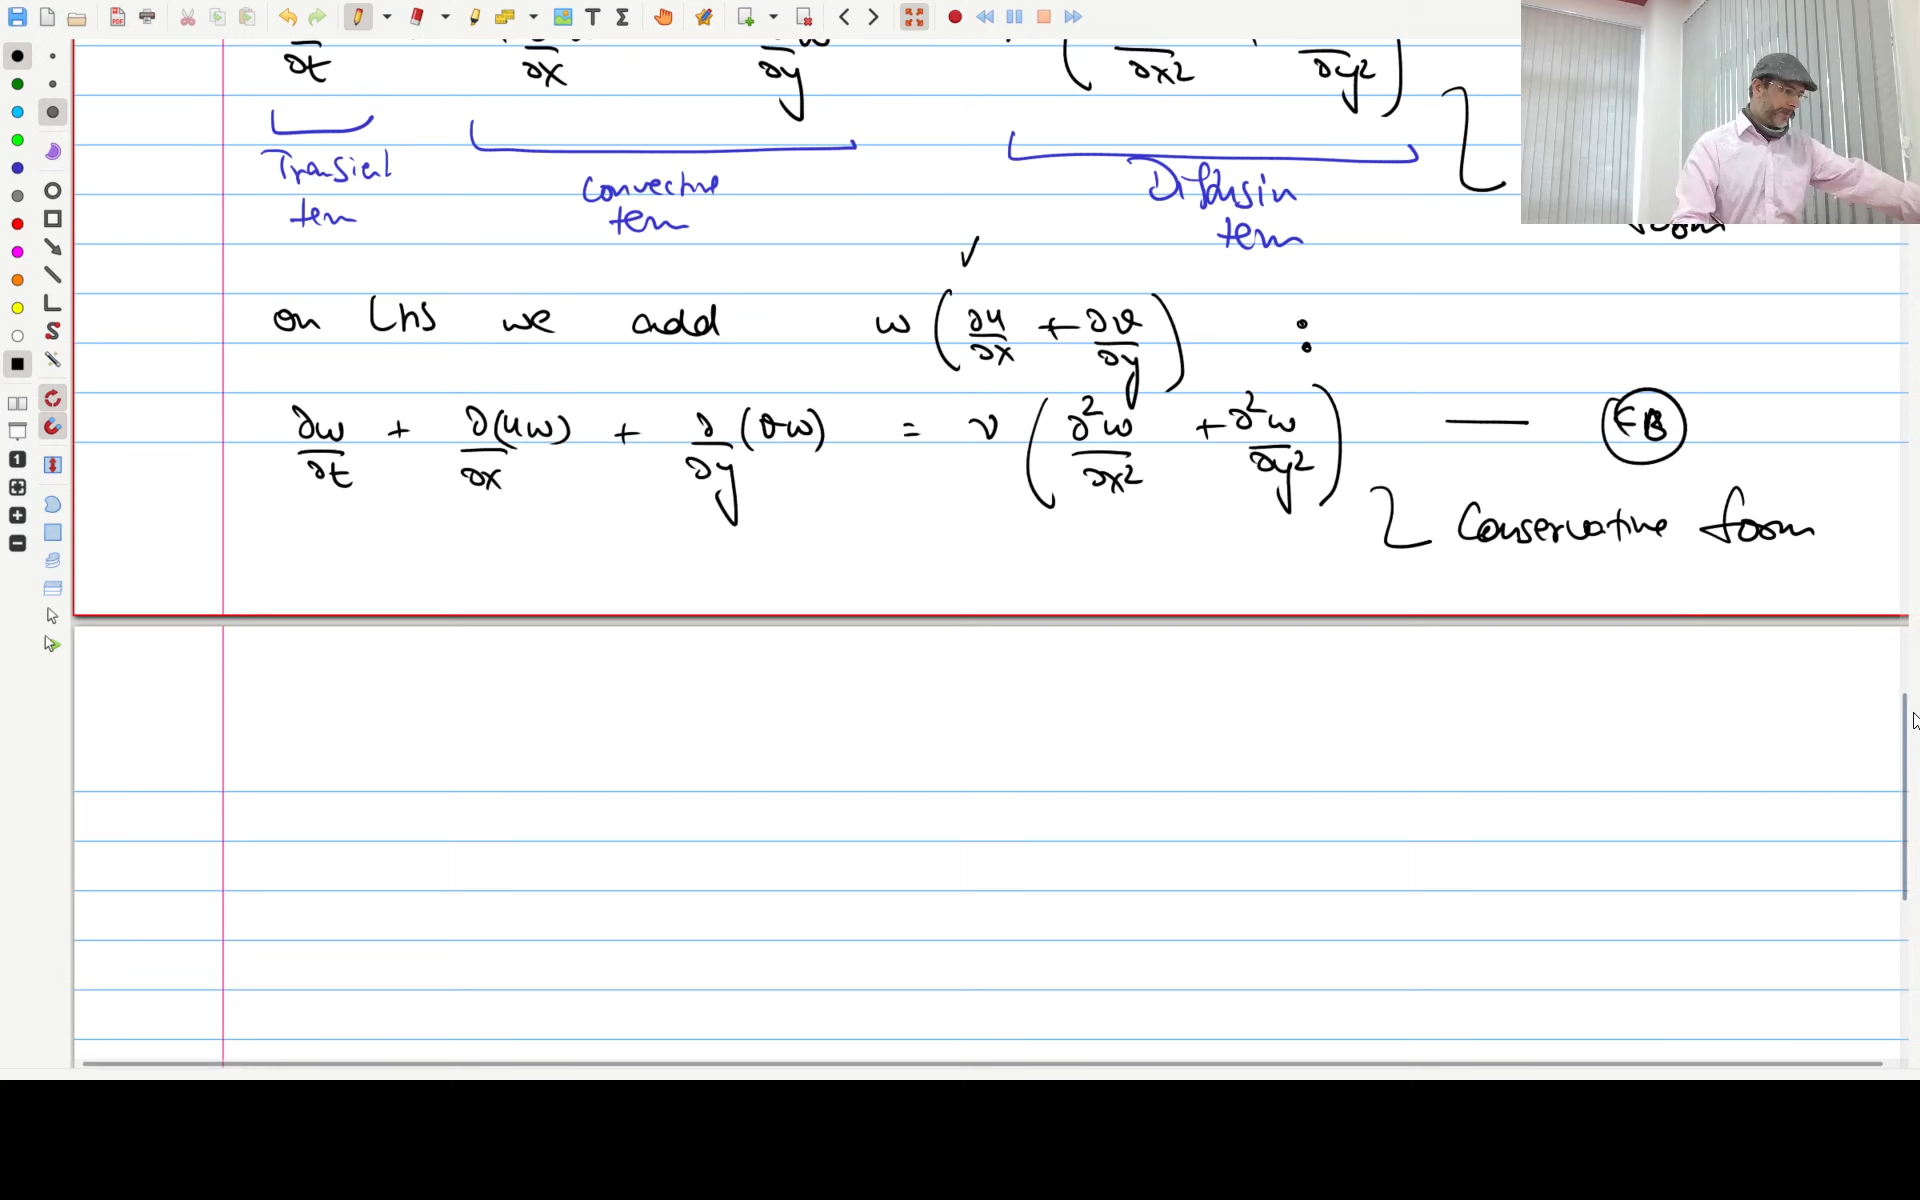 ∂t ∂x ∂y ( ∂x² ∂y² )
Transient term
Convective term
Diffusion term
form
on Lhs we add ω ( ∂u/∂x + ∂v/∂y ) :
∂ω/∂t + ∂(uω)/∂x + ∂/∂y (vω) = ν ( ∂²ω/∂x² + ∂²ω/∂y² ) —
Conservative form